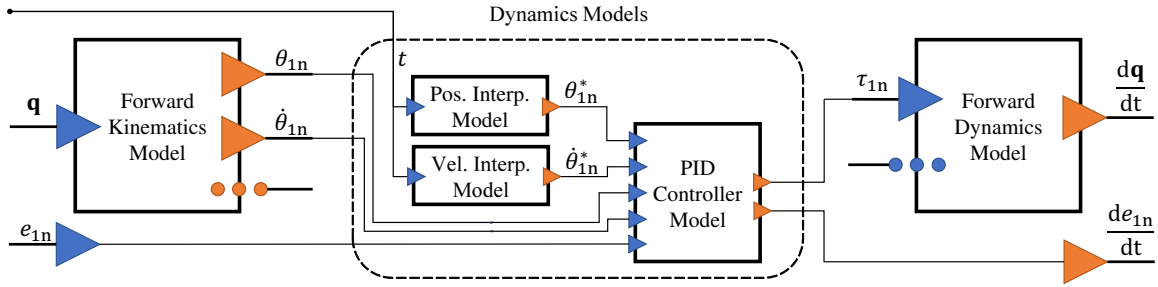 Dynamics Models
t
q
Forward
Kinematics
Model
θ₁ₙ
θ̇₁ₙ
Pos. Interp.
Model
θ*₁ₙ
Vel. Interp.
Model
θ̇*₁ₙ
PID
Controller
Model
τ₁ₙ
Forward
Dynamics
Model
dq
dt
e₁ₙ
de₁ₙ
dt